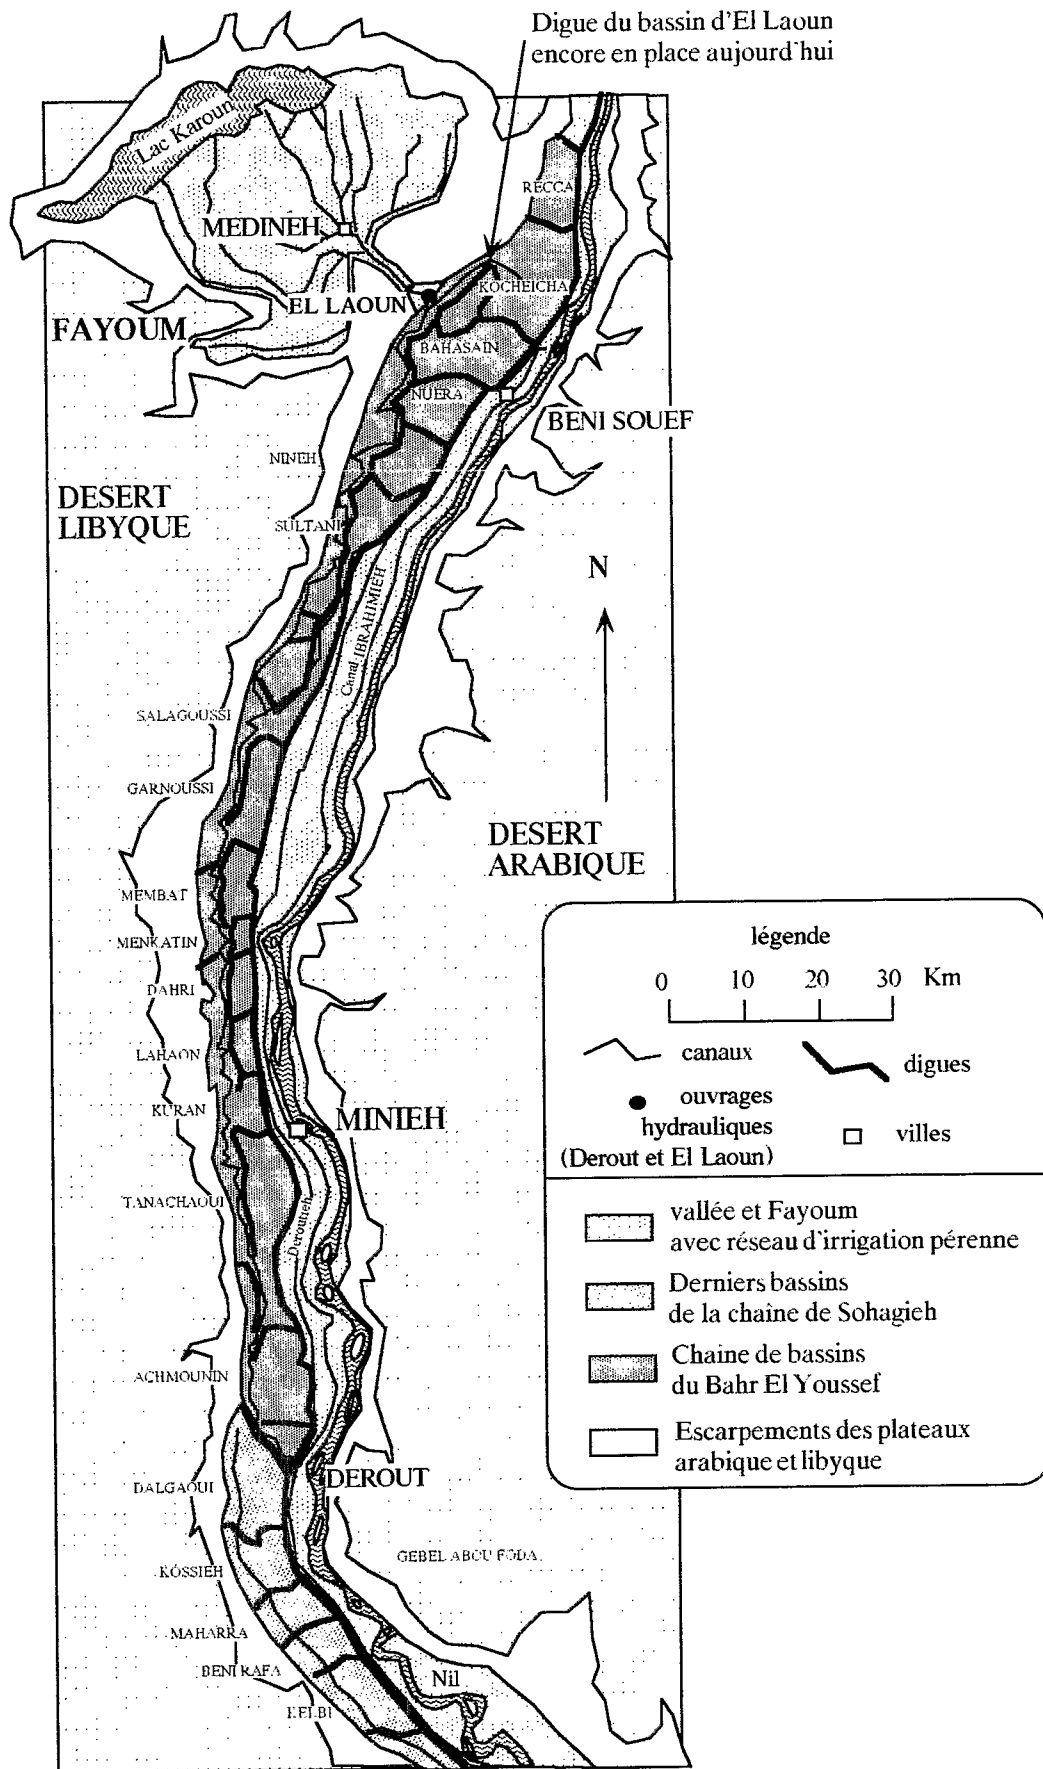 Digue du bassin d'El Laoun
encore en place aujourd'hui
Lac Karoun
RECCA
MEDINEH
KOCHEICHA
EL LAOUN
FAYOUM
BAHASAIN
NUERA
BENI SOUEF
NINEH
DESERT
LIBYQUE
SULTANI
N
Canal IBRAHIMIEH
SALAGOUSSI
GARNOUSSI
DESERT
ARABIQUE
MEMBAT
MENKATIN
DAHRI
LAHAON
KURAN
MINIEH
TANACHAOUI
Deroutieh
ACHMOUNIN
DEROUT
DALGAOUI
GEBEL ABOU FODA
KOSSIEH
MAHARRA
BENI RAFA
Nil
KELBI
légende
0 10 20 30 Km
canaux
digues
ouvrages
hydrauliques
(Derout et El Laoun)
villes
vallée et Fayoum
avec réseau d'irrigation pérenne
Derniers bassins
de la chaîne de Sohagieh
Chaine de bassins
du Bahr El Youssef
Escarpements des plateaux
arabique et libyque